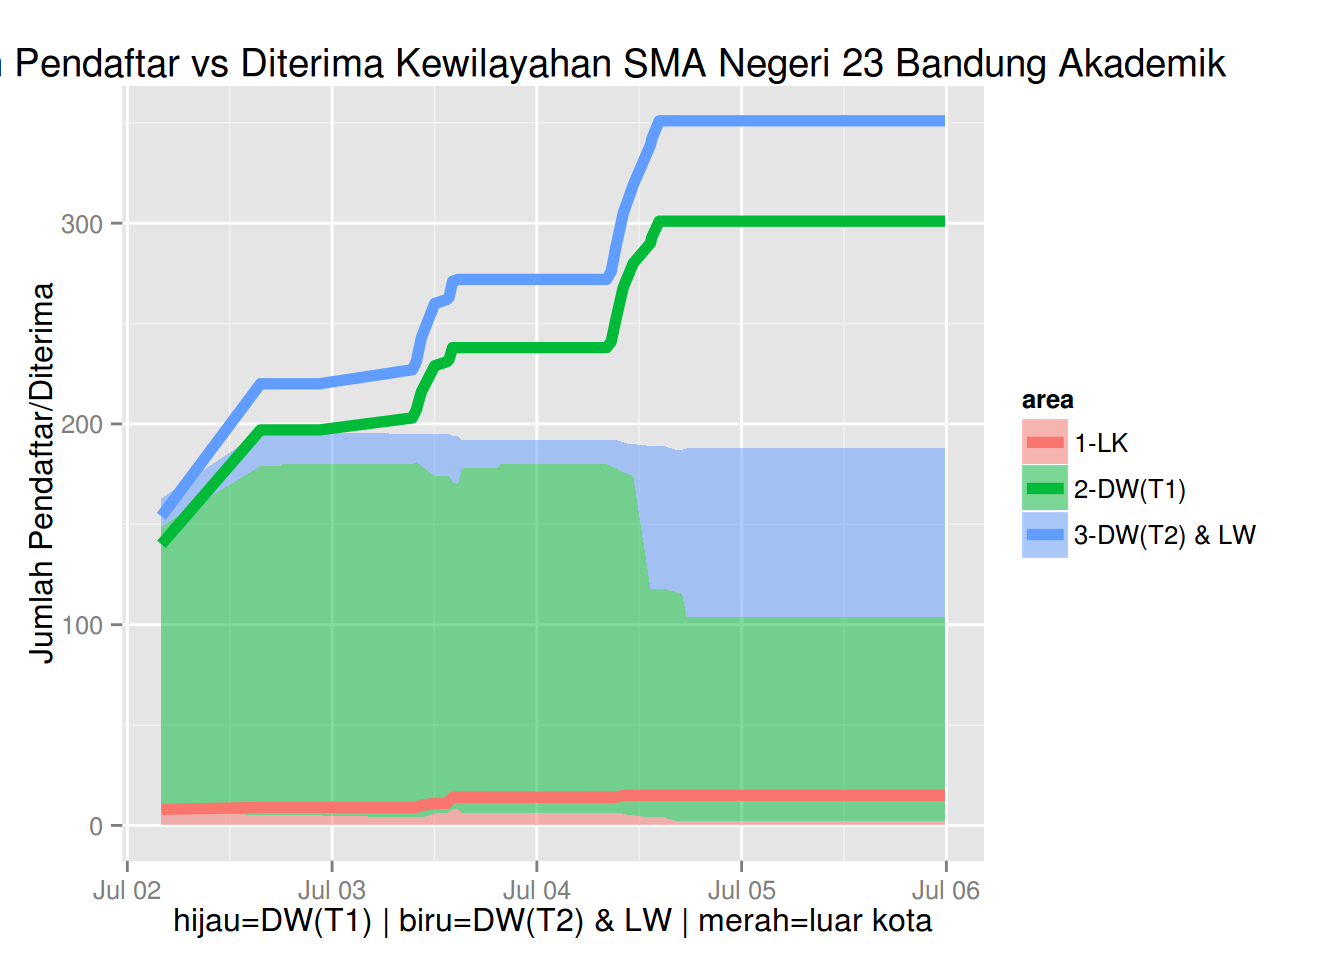 Pendaftar vs Diterima Kewilayahan SMA Negeri 23 Bandung Akademik
Jumlah Pendaftar/Diterima
300
200
100
0
Jul 02
Jul 03
Jul 04
Jul 05
Jul 06
hijau=DW(T1) | biru=DW(T2) & LW | merah=luar kota
area
1-LK
2-DW(T1)
3-DW(T2) & LW